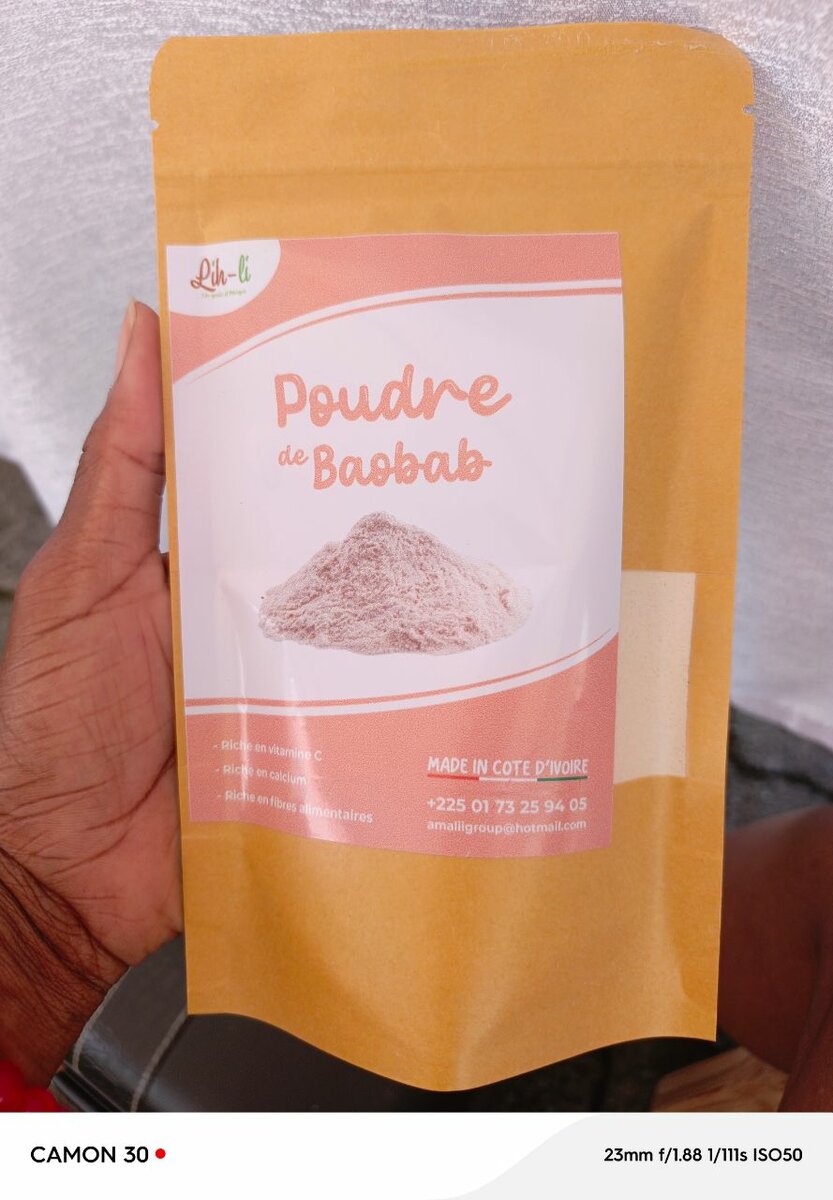 Lih-li
Poudre
de Baobab
- Riche en vitamine C
- Riche en calcium
- Riche en fibres alimentaires
MADE IN COTE D'IVOIRE
+225 01 73 25 94 05
amaliigroup@hotmail.com
CAMON 30
23mm f/1.88 1/111s ISO50